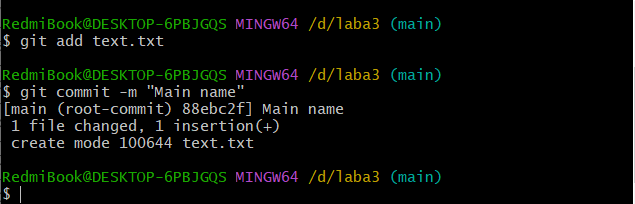 RedmiBook@DESKTOP-6PBJGQS MINGW64 /d/laba3 (main)
$ git add text.txt
RedmiBook@DESKTOP-6PBJGQS MINGW64 /d/laba3 (main)
$ git commit -m "Main name"
[main (root-commit) 88ebc2f] Main name
 1 file changed, 1 insertion(+)
 create mode 100644 text.txt
RedmiBook@DESKTOP-6PBJGQS MINGW64 /d/laba3 (main)
$